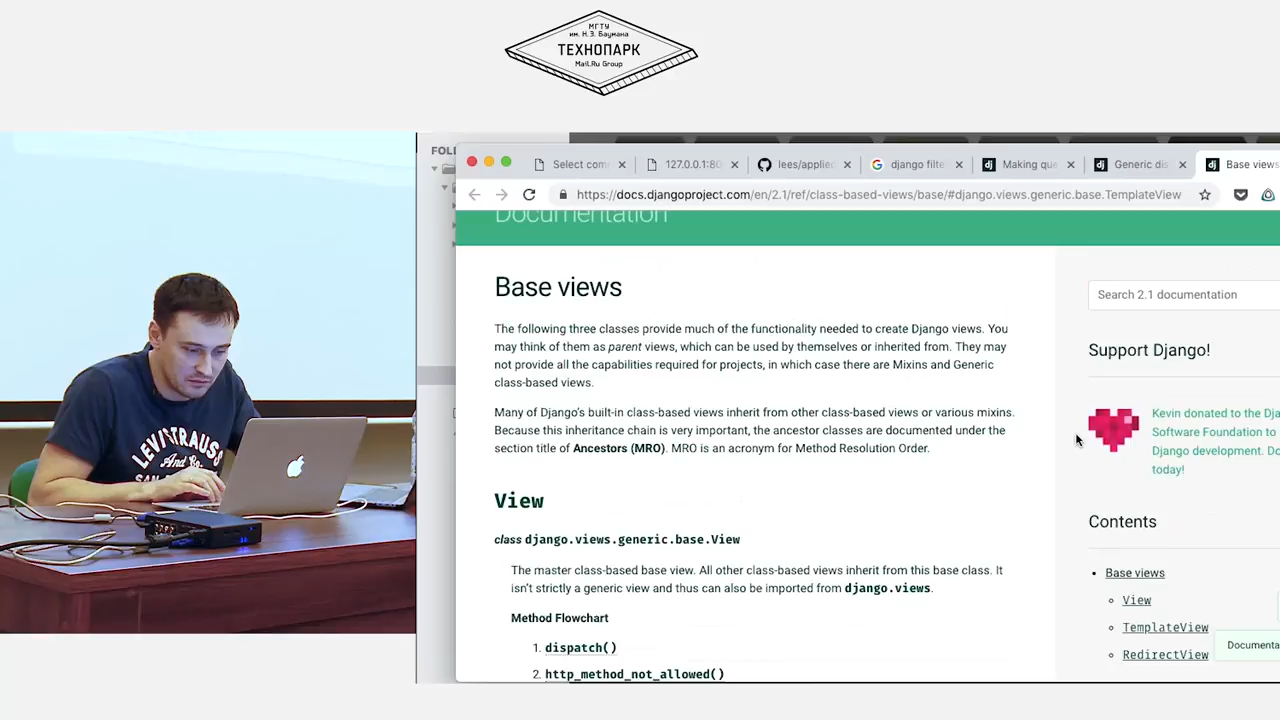 МГТУ
им. Н.Э. Баумана
ТЕХНОПАРК
Mail.Ru Group
FOLD
Select com
127.0.0.1:80
lees/applied
django filte
Making que
Generic dis
Base views
https://docs.djangoproject.com/en/2.1/ref/class-based-views/base/#django.views.generic.base.TemplateView
Documentation
Base views
The following three classes provide much of the functionality needed to create Django views. You
may think of them as parent views, which can be used by themselves or inherited from. They may
not provide all the capabilities required for projects, in which case there are Mixins and Generic
class-based views.
Many of Django's built-in class-based views inherit from other class-based views or various mixins.
Because this inheritance chain is very important, the ancestor classes are documented under the
section title of Ancestors (MRO). MRO is an acronym for Method Resolution Order.
View
class django.views.generic.base.View
The master class-based base view. All other class-based views inherit from this base class. It
isn't strictly a generic view and thus can also be imported from django.views.
Method Flowchart
1. dispatch()
2. http_method_not_allowed()
Search 2.1 documentation
Support Django!
Kevin donated to the Dja
Software Foundation to
Django development. Do
today!
Contents
• Base views
View
TemplateView
RedirectView
Documenta
LEVI STRAUSS
And Co
SAN